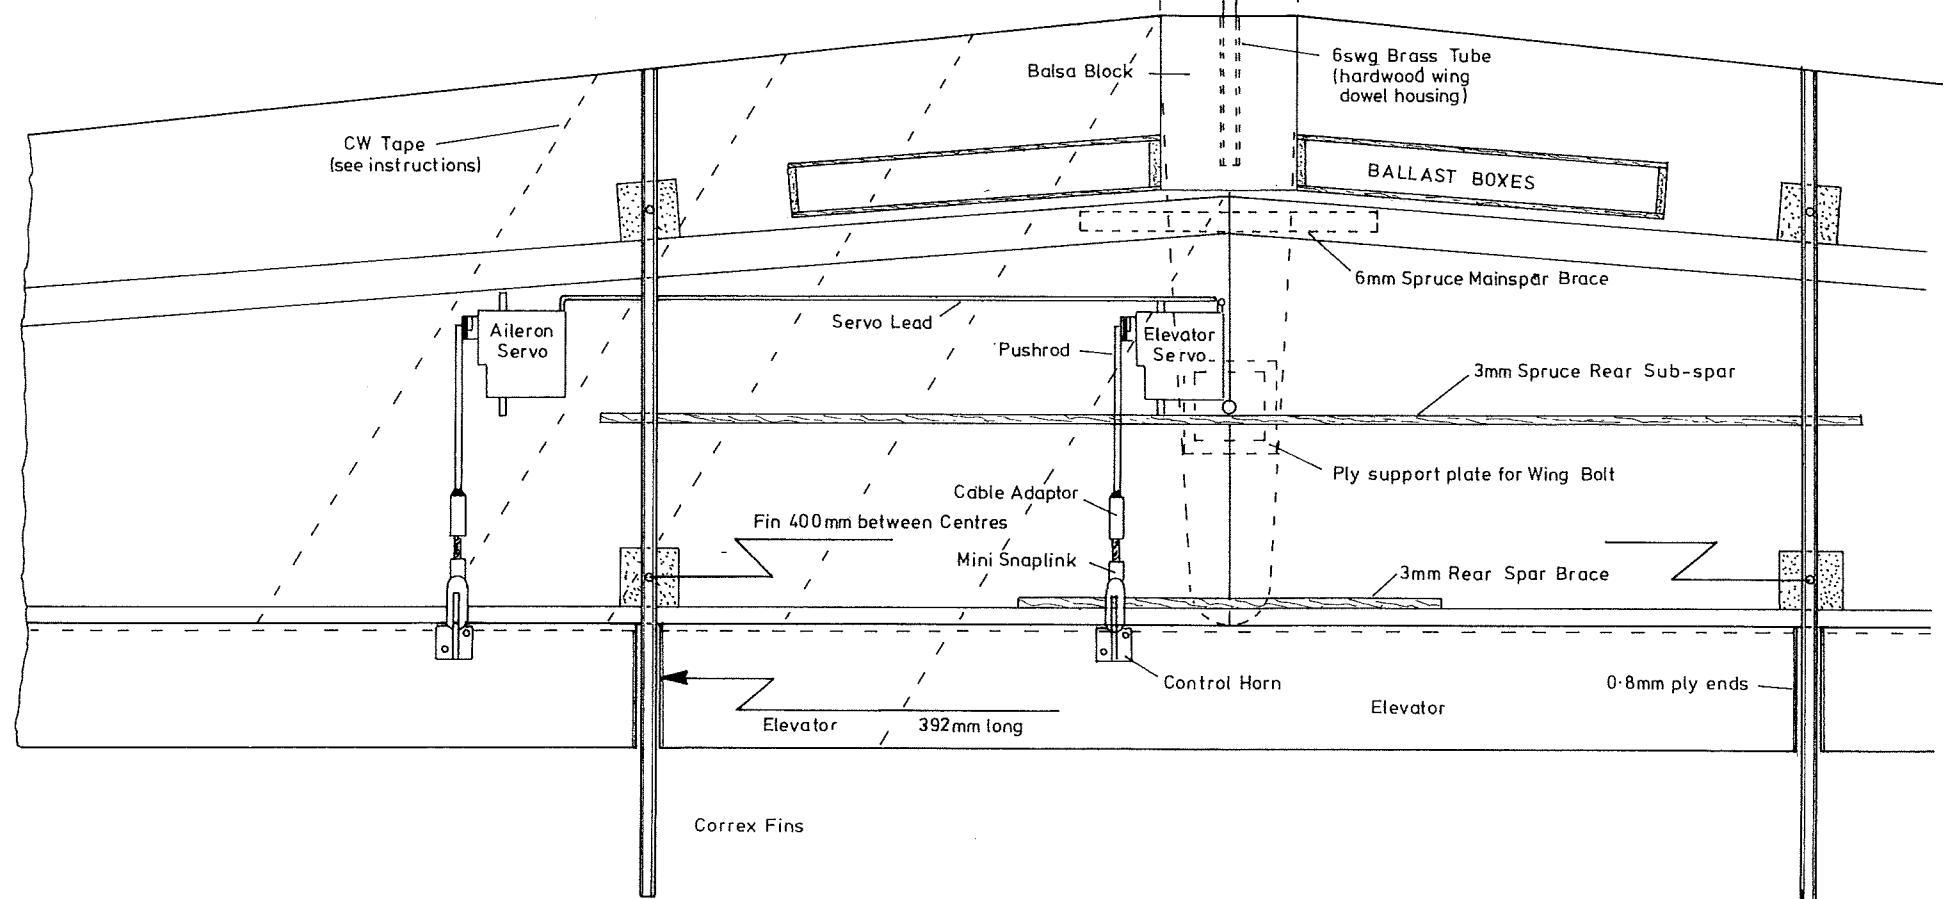 6swg Brass Tube
(hardwood wing
dowel housing)
Balsa Block
CW Tape
(see instructions)
BALLAST BOXES
6mm Spruce Mainspar Brace
Servo Lead
Aileron
Servo
Elevator
Servo
Pushrod
3mm Spruce Rear Sub-spar
Ply support plate for Wing Bolt
Cable Adaptor
Fin 400mm between Centres
Mini Snaplink
3mm Rear Spar Brace
Control Horn
0·8mm ply ends
Elevator
Elevator 392mm long
Correx Fins